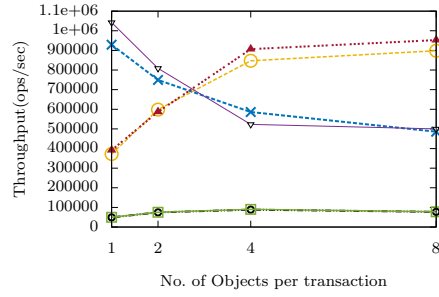 1.1e+06
1e+06
900000
800000
700000
600000
500000
400000
300000
200000
100000
0
1 2 4 8
Throughput(ops/sec)
No. of Objects per transaction